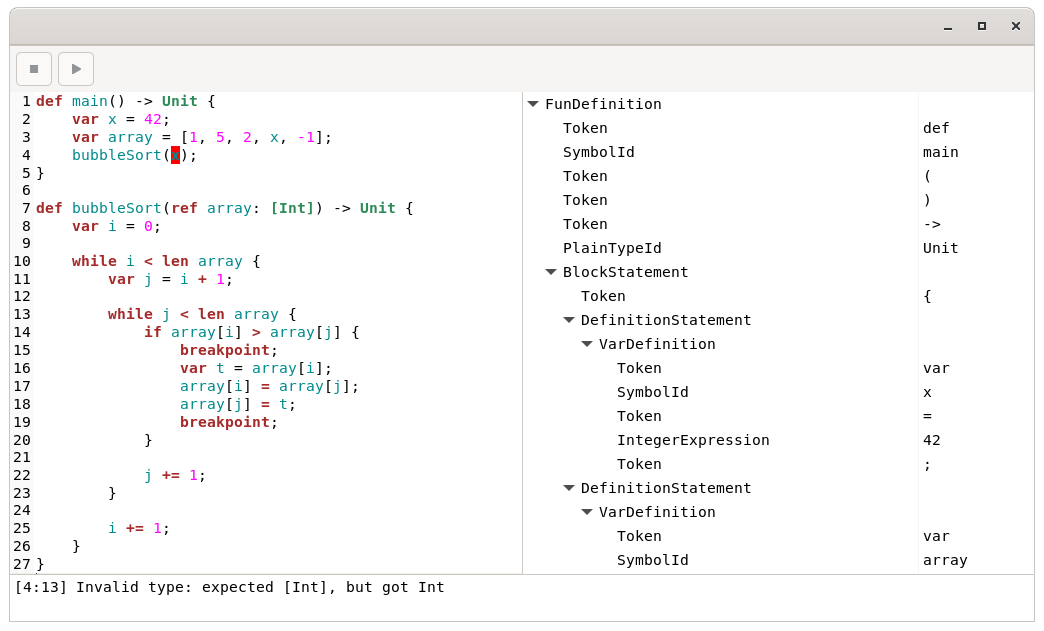 1 def main() -> Unit {
2     var x = 42;
3     var array = [1, 5, 2, x, -1];
4     bubbleSort(x);
5 }
6
7 def bubbleSort(ref array: [Int]) -> Unit {
8     var i = 0;
9
10     while i < len array {
11         var j = i + 1;
12
13         while j < len array {
14             if array[i] > array[j] {
15                 breakpoint;
16                 var t = array[i];
17                 array[i] = array[j];
18                 array[j] = t;
19                 breakpoint;
20             }
21
22             j += 1;
23         }
24
25         i += 1;
26     }
27 }
FunDefinition
Token def
SymbolId main
Token (
Token )
Token ->
PlainTypeId Unit
BlockStatement
Token {
DefinitionStatement
VarDefinition
Token var
SymbolId x
Token =
IntegerExpression 42
Token ;
DefinitionStatement
VarDefinition
Token var
SymbolId array
[4:13] Invalid type: expected [Int], but got Int